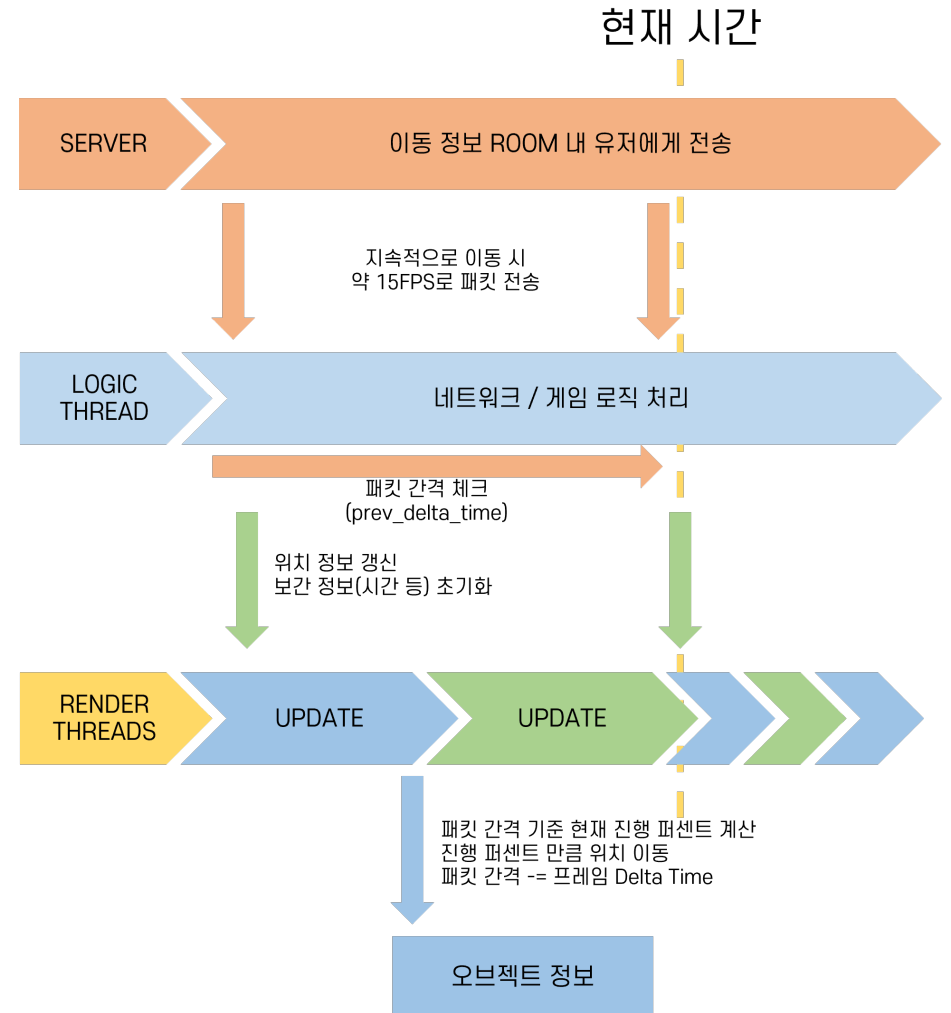 현재 시간
SERVER
이동 정보 ROOM 내 유저에게 전송
지속적으로 이동 시
약 15FPS로 패킷 전송
LOGIC
THREAD
네트워크 / 게임 로직 처리
패킷 간격 체크
(prev_delta_time)
위치 정보 갱신
보간 정보(시간 등) 초기화
RENDER
THREADS
UPDATE
UPDATE
패킷 간격 기준 현재 진행 퍼센트 계산
진행 퍼센트 만큼 위치 이동
패킷 간격 -= 프레임 Delta Time
오브젝트 정보